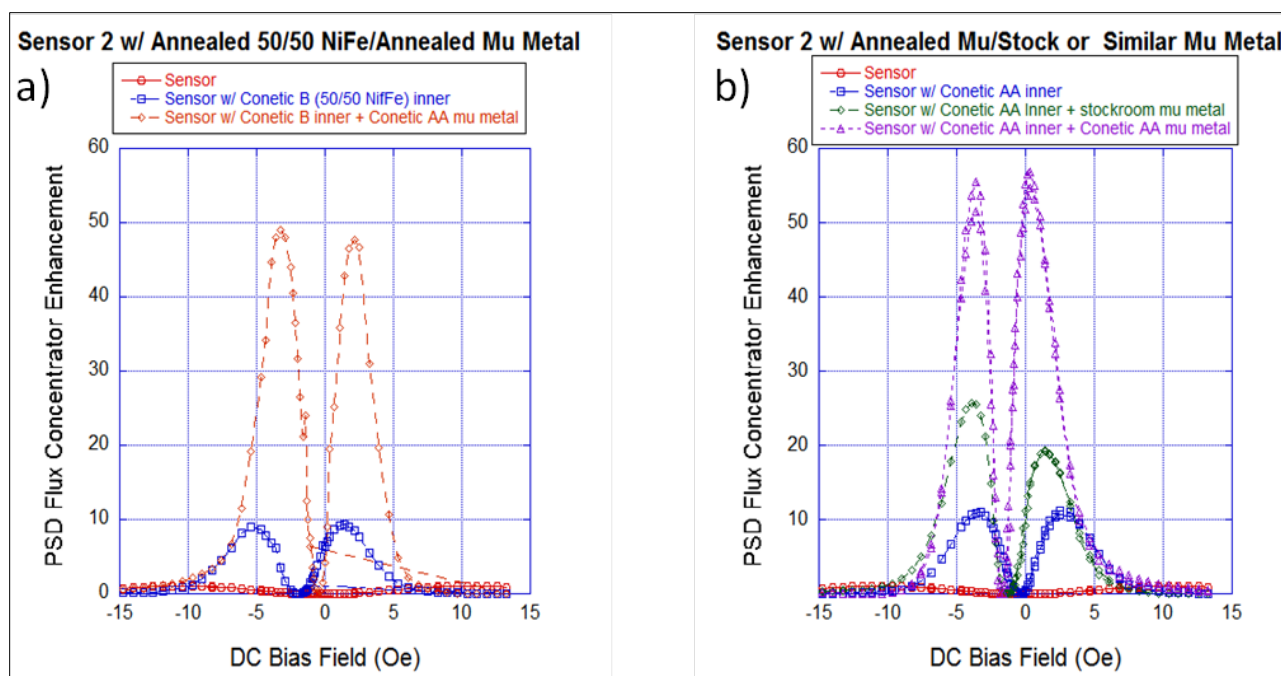 Sensor 2 w/ Annealed 50/50 NiFe/Annealed Mu Metal
a)
Sensor
Sensor w/ Conetic B (50/50 NifFe) inner
Sensor w/ Conetic B inner + Conetic AA mu metal
60
50
40
30
20
10
0
-15
-10
-5
0
5
10
15
PSD Flux Concentrator Enhancement
DC Bias Field (Oe)
Sensor 2 w/ Annealed Mu/Stock or Similar Mu Metal
b)
Sensor
Sensor w/ Conetic AA inner
Sensor w/ Conetic AA Inner + stockroom mu metal
Sensor w/ Conetic AA inner + Conetic AA mu metal
60
50
40
30
20
10
0
-15
-10
-5
0
5
10
15
PSD Flux Concentrator Enhancement
DC Bias Field (Oe)